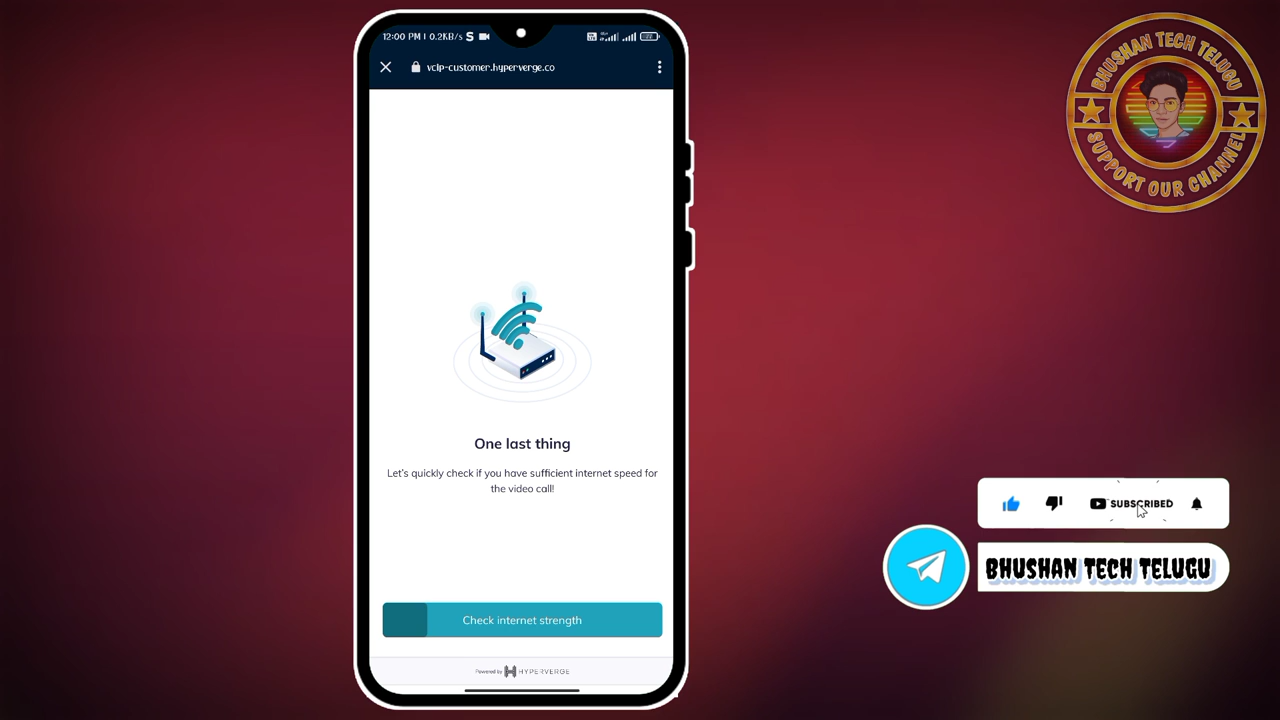 12:00 PM | 0.2KB/s S
vcip-customer.hyperverge.co
One last thing
Let's quickly check if you have sufficient internet speed for
the video call!
Check internet strength
Powered by HYPERVERGE
BHUSHAN TECH TELUGU
SUPPORT OUR CHANNEL
SUBSCRIBED
BHUSHAN TECH TELUGU